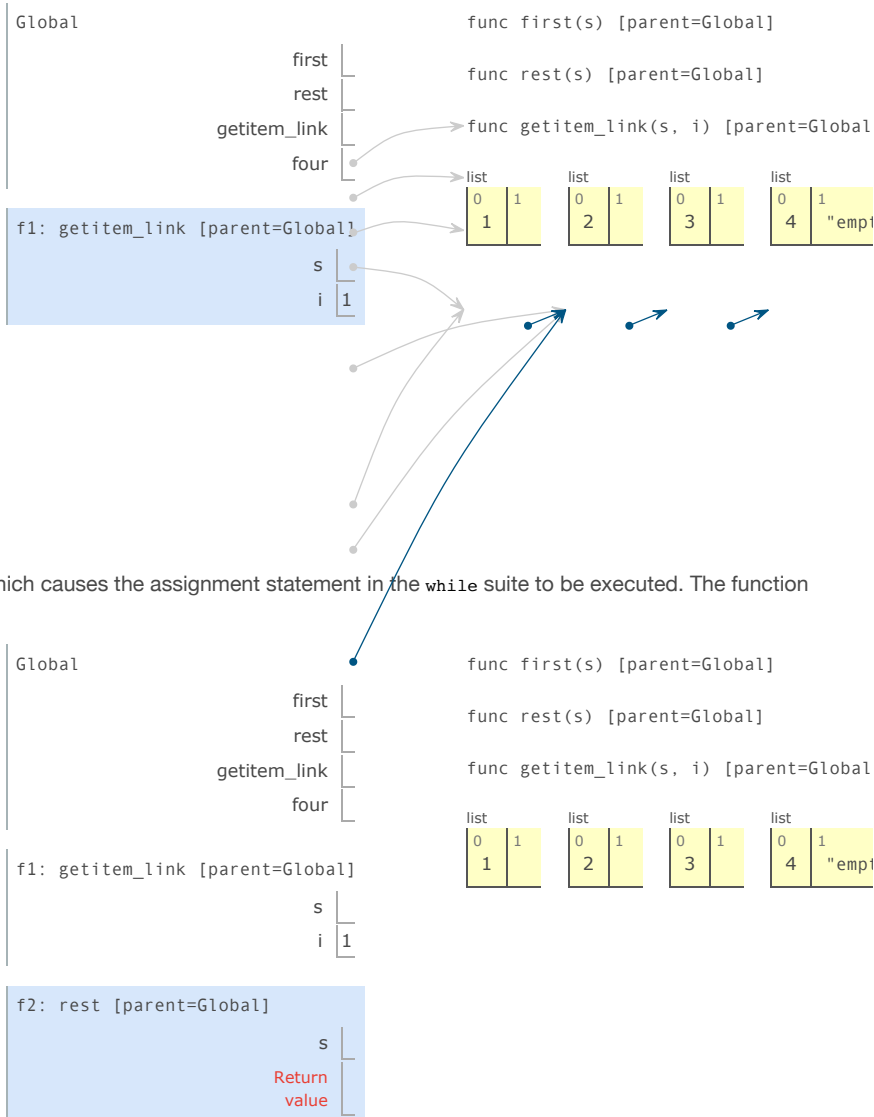 Global
func first(s) [parent=Global]
first
func rest(s) [parent=Global]
rest
getitem_link
func getitem_link(s, i) [parent=Global
four
list list list list
0 1 0 1 0 1 0 1
1 2 3 4 "empt
f1: getitem_link [parent=Global]
s
i 1
hich causes the assignment statement in the while suite to be executed. The function
Global
func first(s) [parent=Global]
first
func rest(s) [parent=Global]
rest
getitem_link
func getitem_link(s, i) [parent=Global
four
list list list list
0 1 0 1 0 1 0 1
1 2 3 4 "empt
f1: getitem_link [parent=Global]
s
i 1
f2: rest [parent=Global]
s
Return
value